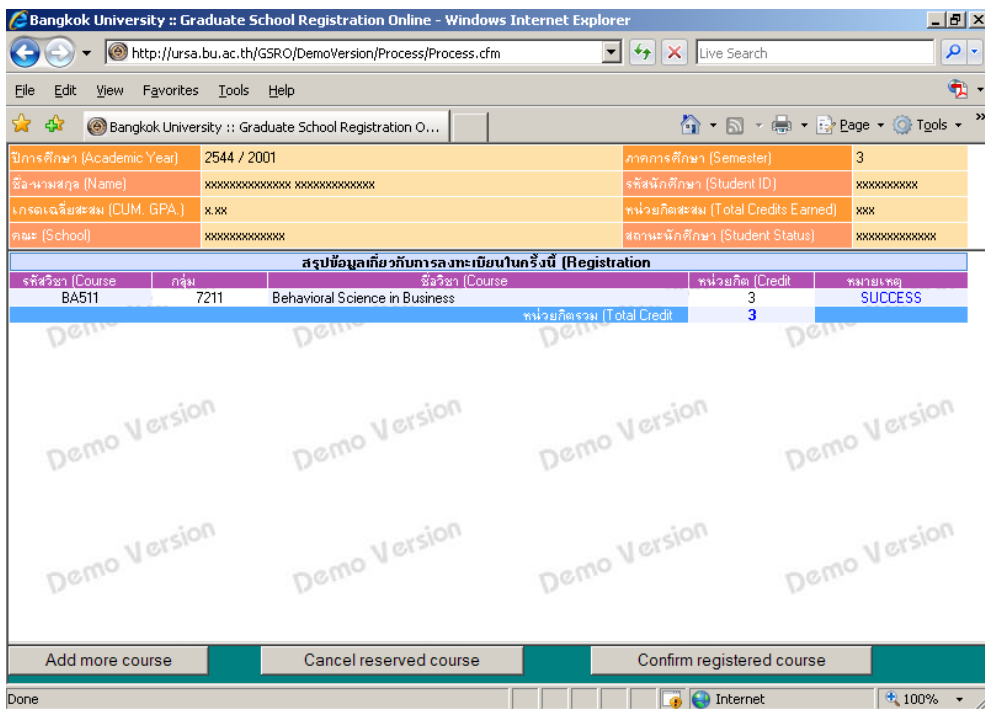 Bangkok University :: Graduate School Registration Online - Windows Internet Explorer
http://ursa.bu.ac.th/GSRO/DemoVersion/Process/Process.cfm Live Search
File Edit View Favorites Tools Help
Bangkok University :: Graduate School Registration O... Page Tools »
ปีการศึกษา (Academic Year) 2544 / 2001 ภาคการศึกษา (Semester) 3
ชื่อ-นามสกุล (Name) xxxxxxxxxxxxxx xxxxxxxxxxxxx รหัสนักศึกษา (Student ID) xxxxxxxxxx
เกรดเฉลี่ยสะสม (CUM. GPA.) x.xx หน่วยกิตสะสม (Total Credits Earned) xxx
คณะ (School) xxxxxxxxxxxxx สถานะนักศึกษา (Student Status) xxxxxxxxxxxxx
สรุปข้อมูลเกี่ยวกับการลงทะเบียนในครั้งนี้ (Registration
รหัสวิชา (Course กลุ่ม ชื่อวิชา (Course หน่วยกิต (Credit หมายเหตุ
BA511 7211 Behavioral Science in Business 3 SUCCESS
หน่วยกิตรวม (Total Credit 3
Demo Demo Demo Demo
Demo Version Demo Version Demo Version Demo Version
Demo Version Demo Version Demo Version Demo Version
Add more course Cancel reserved course Confirm registered course
Done Internet 100%